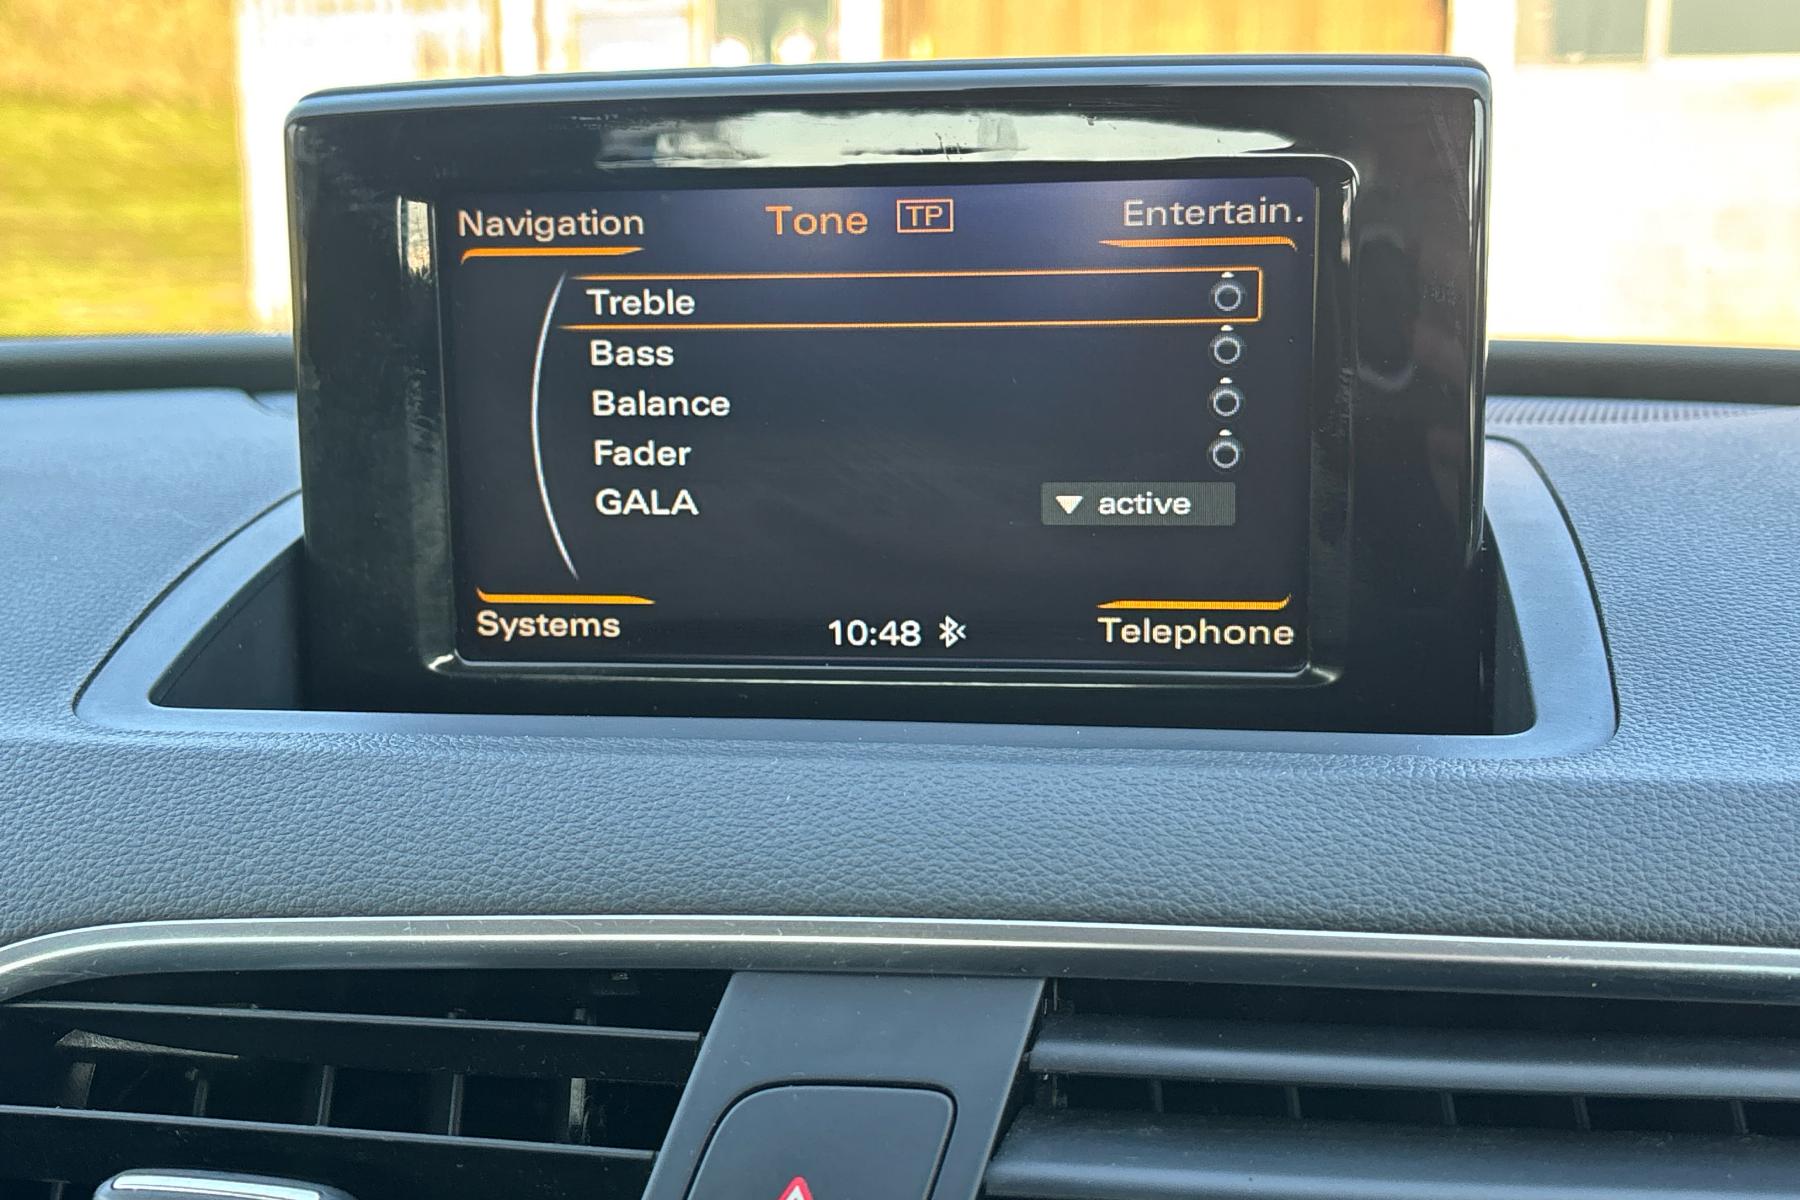 Navigation Tone TP Entertain.
Treble
Bass
Balance
Fader
GALA active
Systems 10:48 Telephone